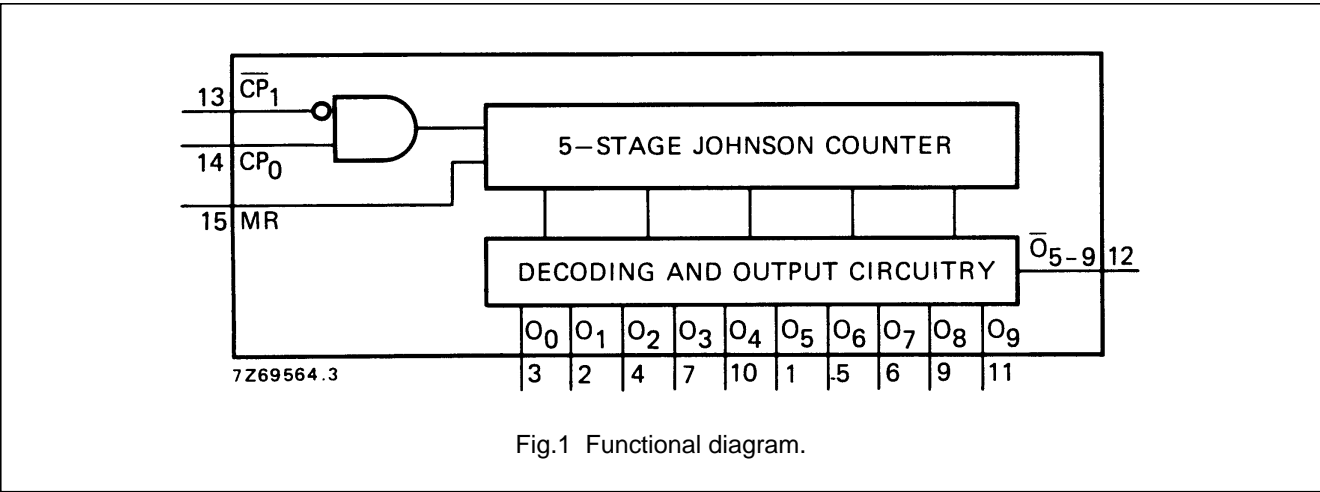 13 C̅P̅₁
14 CP₀
15 MR
5–STAGE JOHNSON COUNTER
DECODING AND OUTPUT CIRCUITRY
O̅₅₋₉ 12
O₀ O₁ O₂ O₃ O₄ O₅ O₆ O₇ O₈ O₉
3 2 4 7 10 1 5 6 9 11
7Z69564.3
Fig.1 Functional diagram.